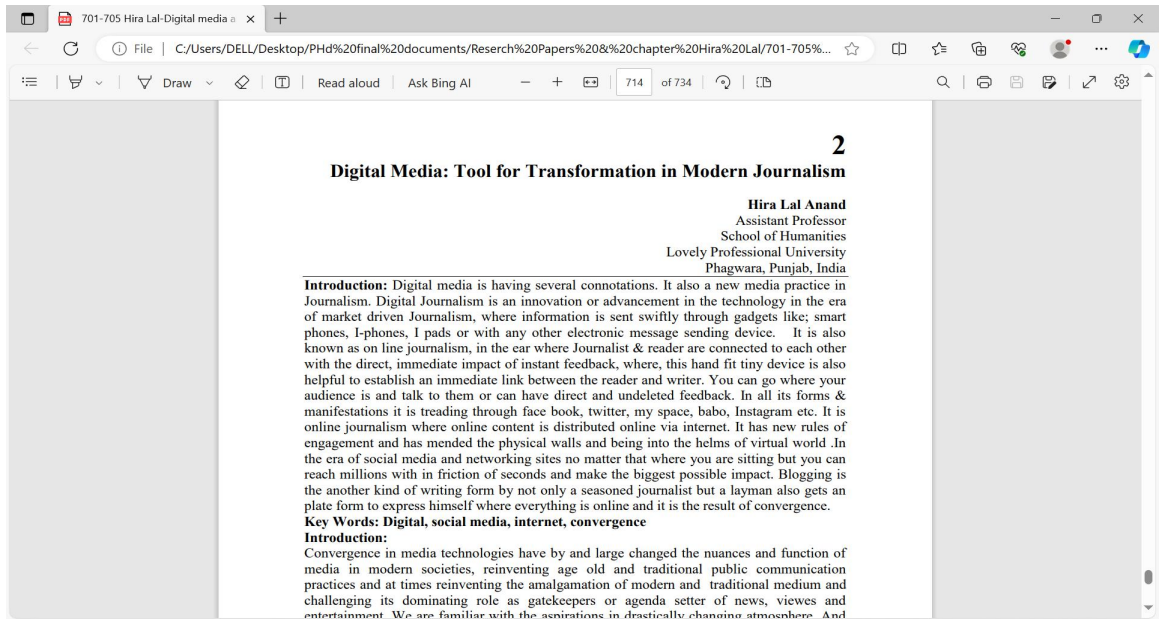 701-705 Hira Lal-Digital media a
File
C:/Users/DELL/Desktop/PHd%20final%20documents/Reserch%20Papers%20&%20chapter%20Hira%20Lal/701-705%...
Draw
Read aloud
Ask Bing AI
714 of 734
2
Digital Media: Tool for Transformation in Modern Journalism
Hira Lal Anand
Assistant Professor
School of Humanities
Lovely Professional University
Phagwara, Punjab, India
Introduction: Digital media is having several connotations. It also a new media practice in
Journalism. Digital Journalism is an innovation or advancement in the technology in the era
of market driven Journalism, where information is sent swiftly through gadgets like; smart
phones, I-phones, I pads or with any other electronic message sending device. It is also
known as on line journalism, in the ear where Journalist & reader are connected to each other
with the direct, immediate impact of instant feedback, where, this hand fit tiny device is also
helpful to establish an immediate link between the reader and writer. You can go where your
audience is and talk to them or can have direct and undeleted feedback. In all its forms &
manifestations it is treading through face book, twitter, my space, babo, Instagram etc. It is
online journalism where online content is distributed online via internet. It has new rules of
engagement and has mended the physical walls and being into the helms of virtual world .In
the era of social media and networking sites no matter that where you are sitting but you can
reach millions with in friction of seconds and make the biggest possible impact. Blogging is
the another kind of writing form by not only a seasoned journalist but a layman also gets an
plate form to express himself where everything is online and it is the result of convergence.
Key Words: Digital, social media, internet, convergence
Introduction:
Convergence in media technologies have by and large changed the nuances and function of
media in modern societies, reinventing age old and traditional public communication
practices and at times reinventing the amalgamation of modern and traditional medium and
challenging its dominating role as gatekeepers or agenda setter of news, viewes and
entertainment. We are familiar with the aspirations in drastically changing atmosphere. And